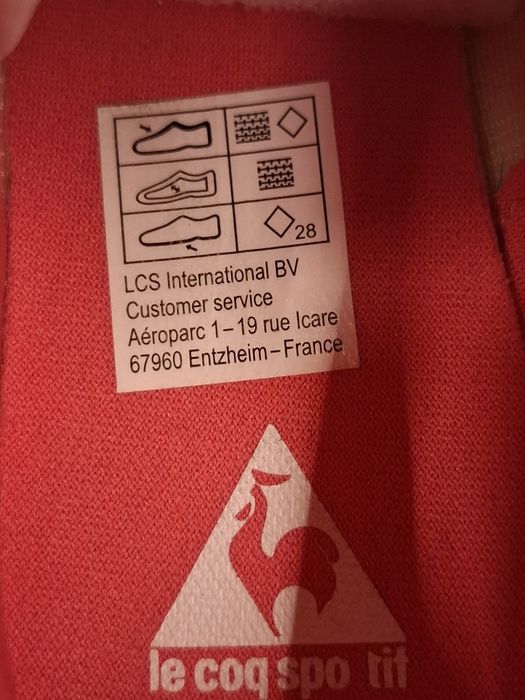 28
LCS International BV
Customer service
Aéroparc 1–19 rue Icare
67960 Entzheim–France
le coq spo tif